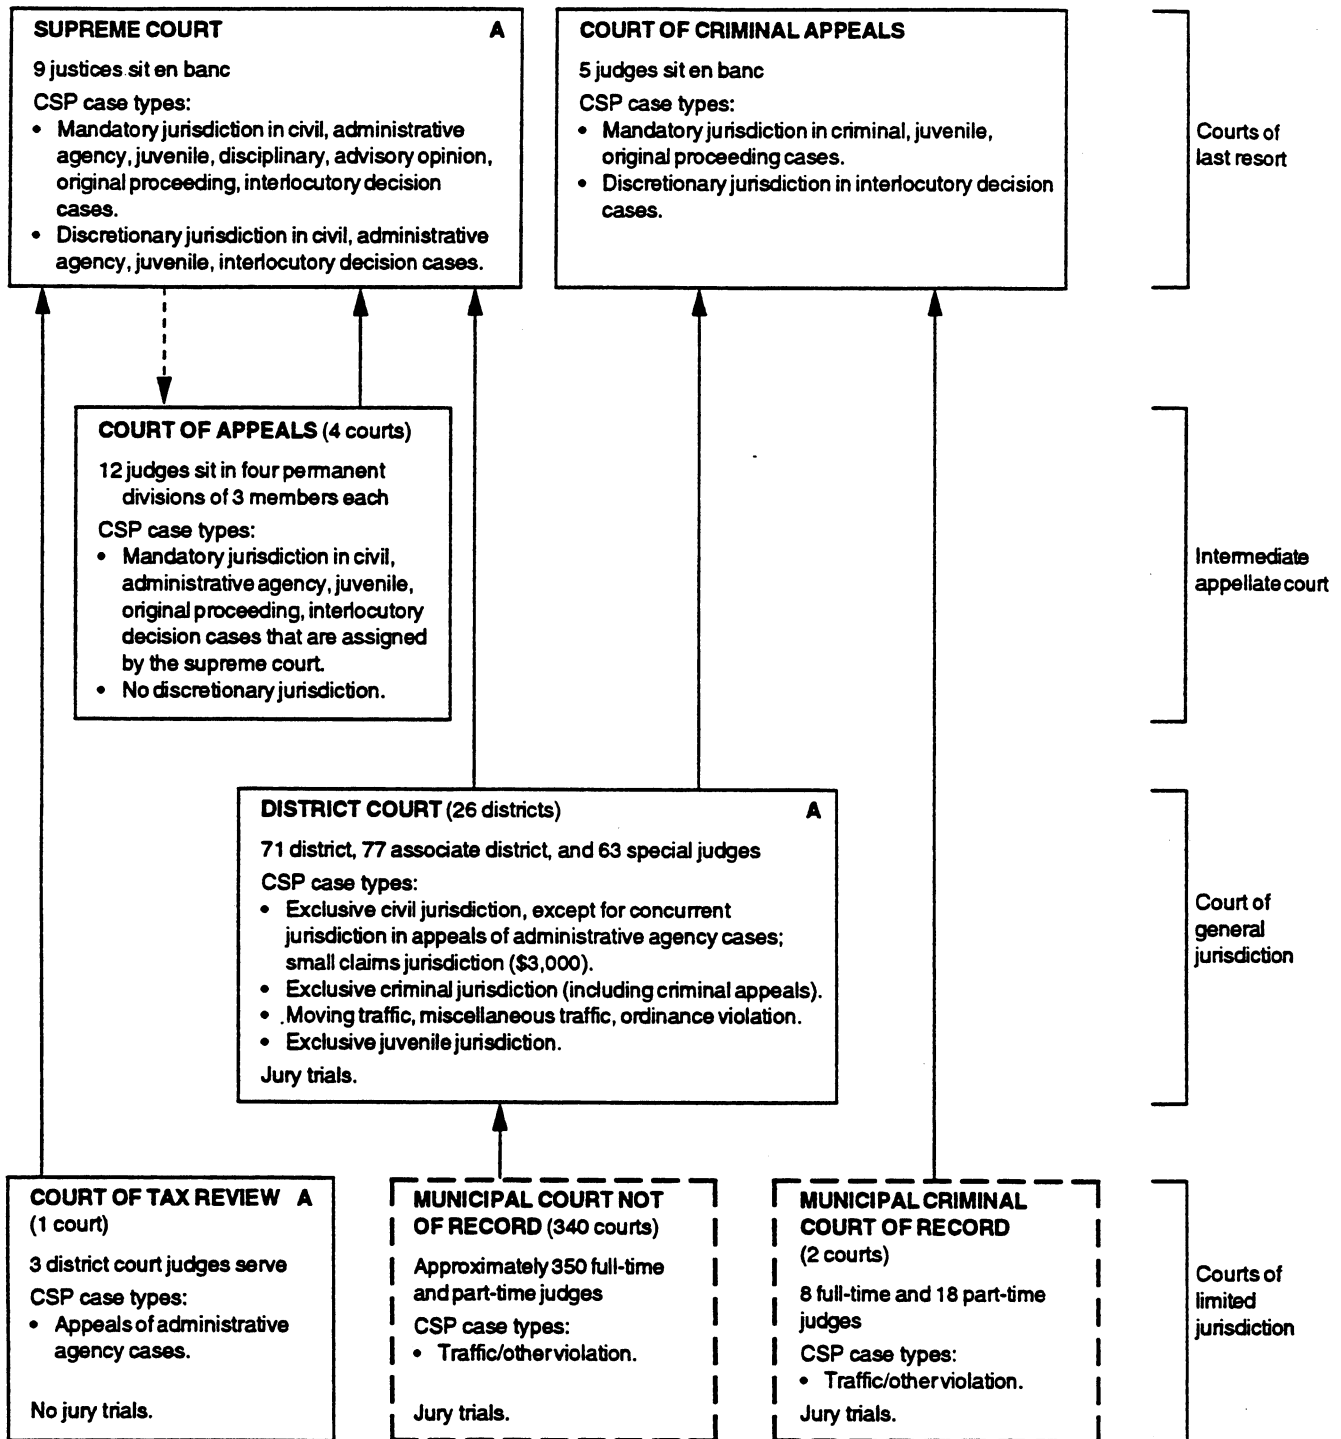 SUPREME COURT A
9 justices sit en banc
CSP case types:
• Mandatory jurisdiction in civil, administrative
agency, juvenile, disciplinary, advisory opinion,
original proceeding, interlocutory decision
cases.
• Discretionary jurisdiction in civil, administrative
agency, juvenile, interlocutory decision cases.
COURT OF CRIMINAL APPEALS
5 judges sit en banc
CSP case types:
• Mandatory jurisdiction in criminal, juvenile,
original proceeding cases.
• Discretionary jurisdiction in interlocutory decision
cases.
Courts of
last resort
COURT OF APPEALS (4 courts)
12 judges sit in four permanent
divisions of 3 members each
CSP case types:
• Mandatory jurisdiction in civil,
administrative agency, juvenile,
original proceeding, interlocutory
decision cases that are assigned
by the supreme court.
• No discretionary jurisdiction.
Intermediate
appellate court
DISTRICT COURT (26 districts) A
71 district, 77 associate district, and 63 special judges
CSP case types:
• Exclusive civil jurisdiction, except for concurrent
jurisdiction in appeals of administrative agency cases;
small claims jurisdiction ($3,000).
• Exclusive criminal jurisdiction (including criminal appeals).
• .Moving traffic, miscellaneous traffic, ordinance violation.
• Exclusive juvenile jurisdiction.
Jury trials.
Court of
general
jurisdiction
COURT OF TAX REVIEW A
(1 court)
3 district court judges serve
CSP case types:
• Appeals of administrative
agency cases.
No jury trials.
MUNICIPAL COURT NOT
OF RECORD (340 courts)
Approximately 350 full-time
and part-time judges
CSP case types:
• Traffic/other violation.
Jury trials.
MUNICIPAL CRIMINAL
COURT OF RECORD
(2 courts)
8 full-time and 18 part-time
judges
CSP case types:
• Traffic/other violation.
Jury trials.
Courts of
limited
jurisdiction